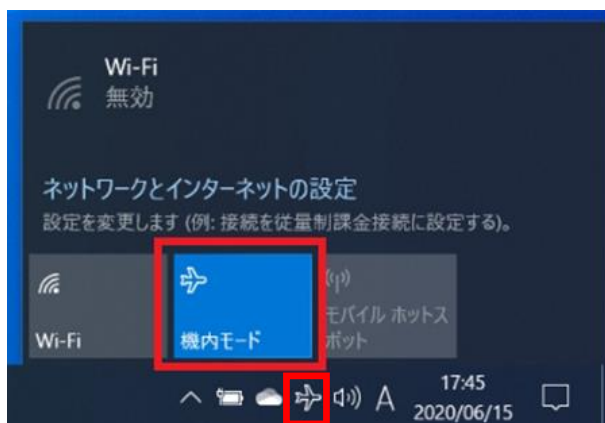 Wi-Fi
無効
ネットワークとインターネットの設定
設定を変更します (例: 接続を従量制課金接続に設定する)。
Wi-Fi
機内モード
モバイル ホットス
ポット
A
17:45
2020/06/15